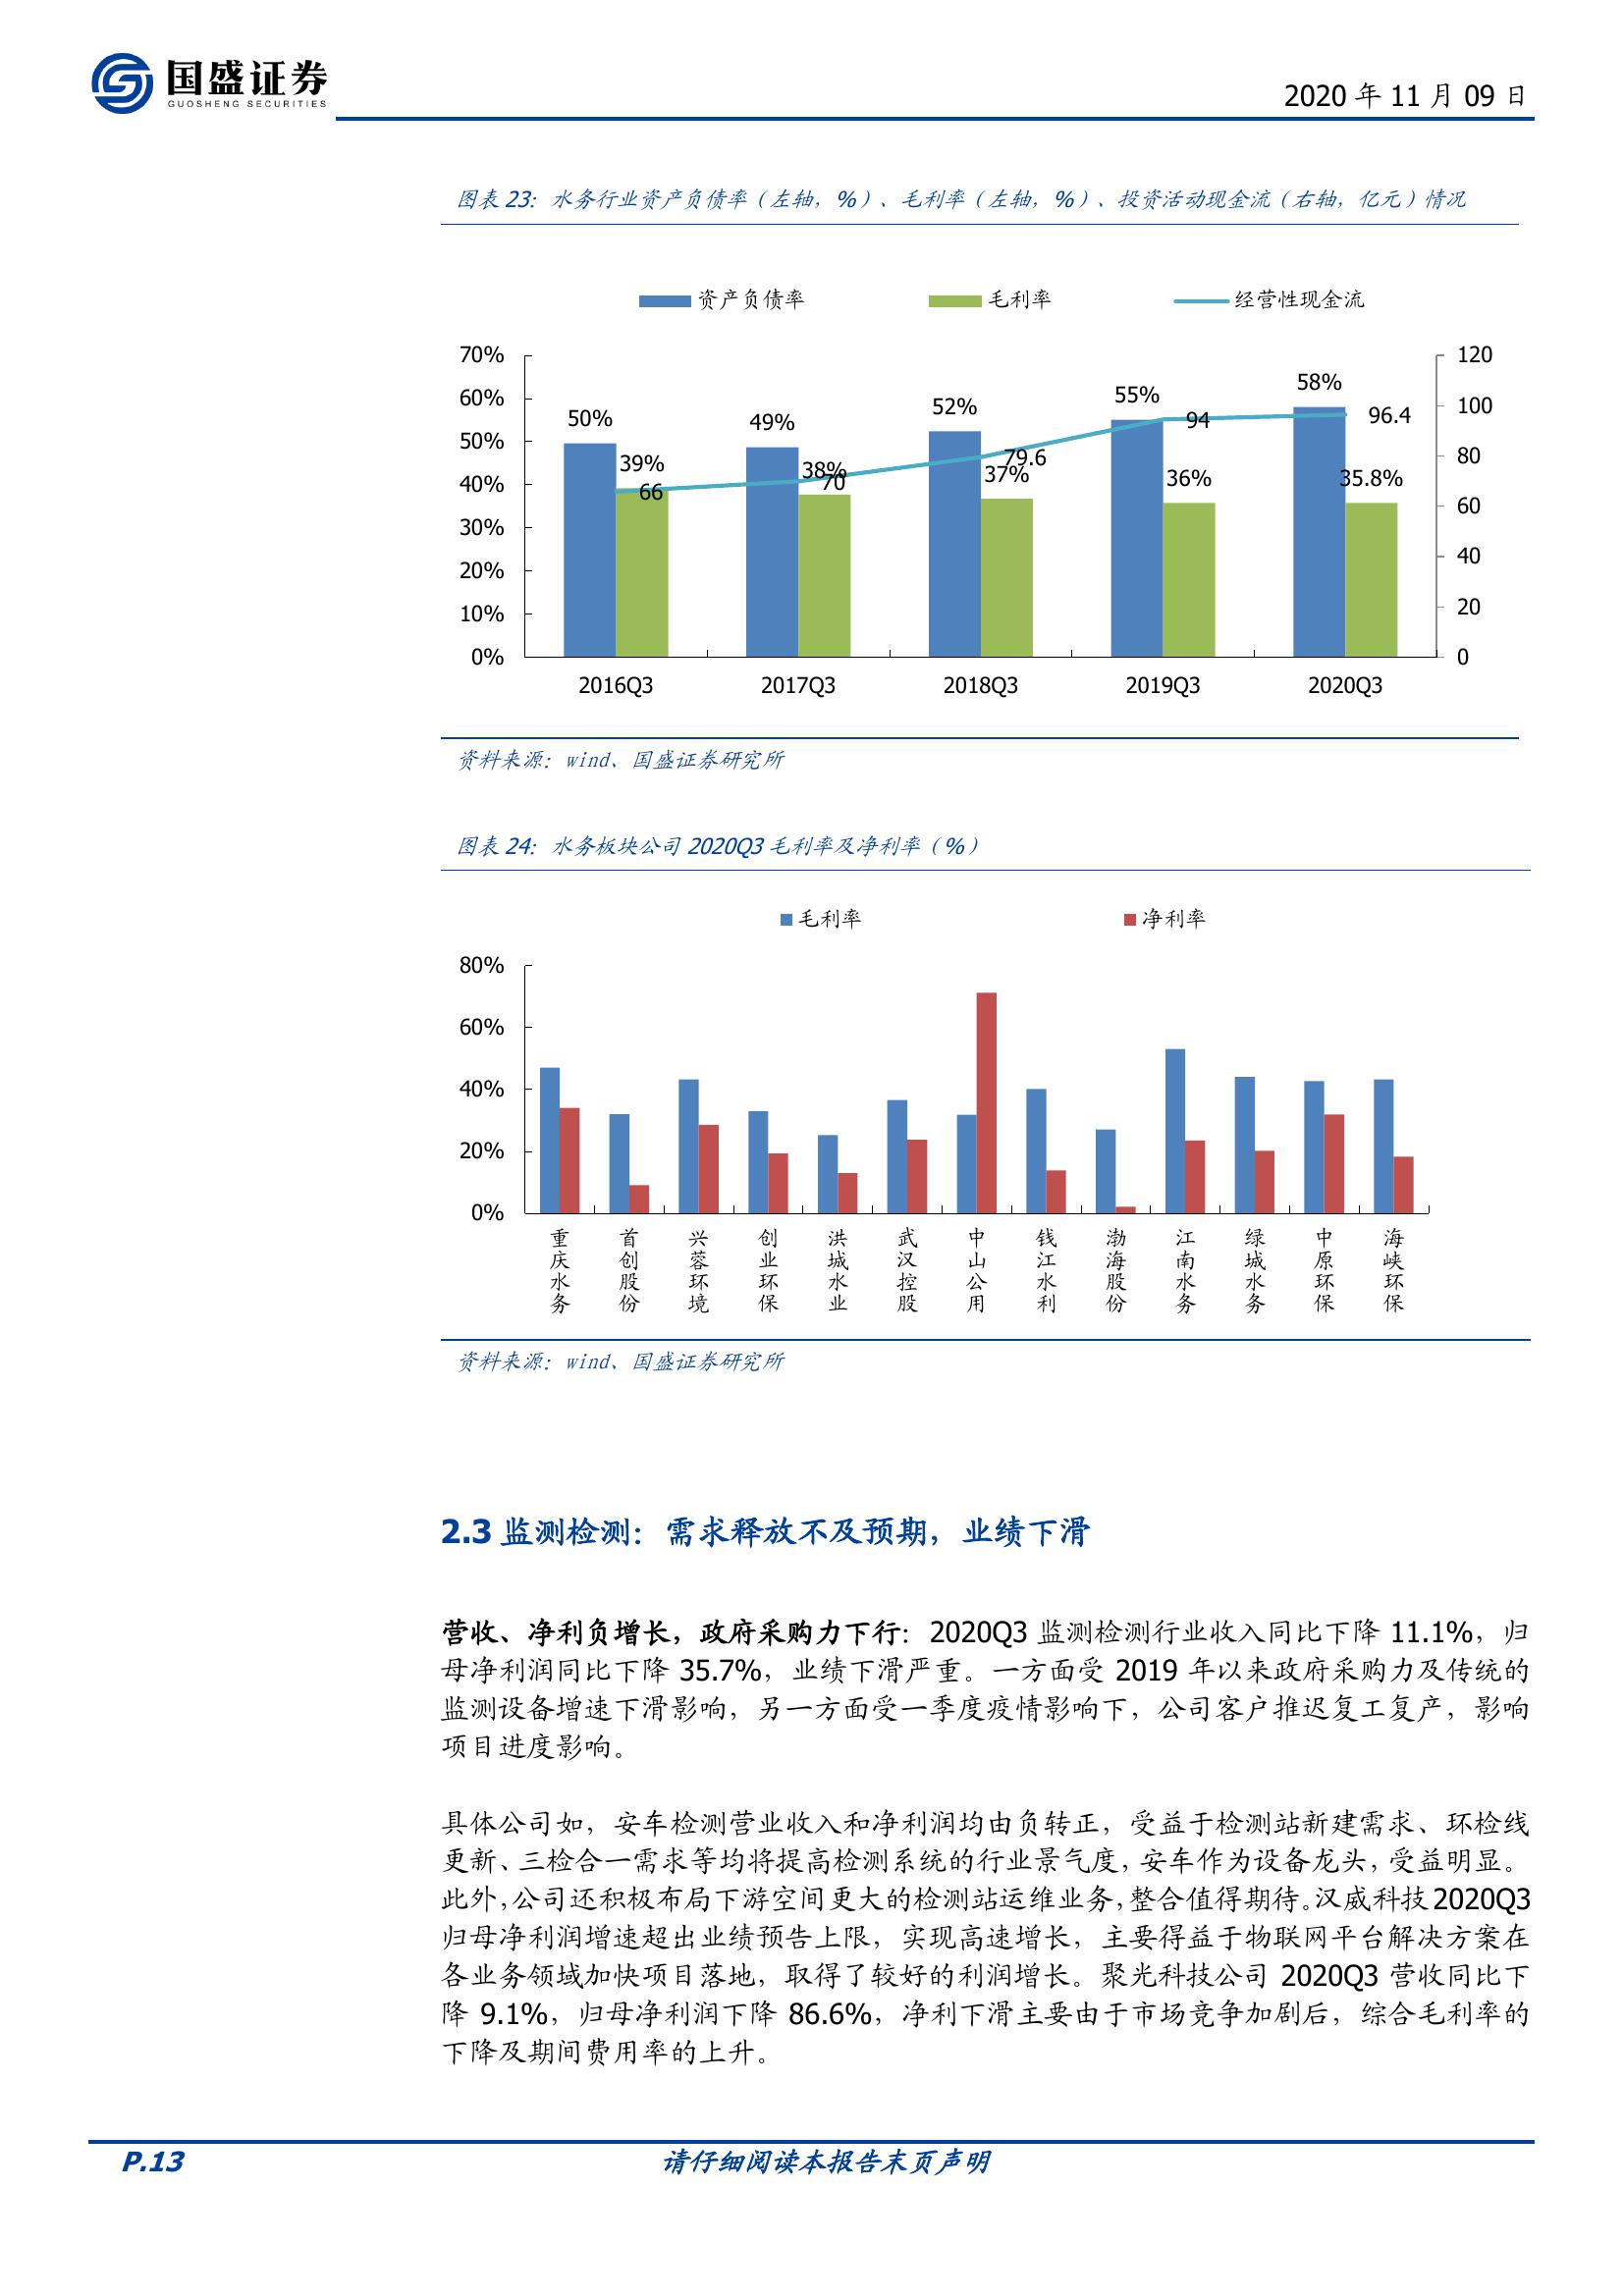 国盛证券
GUOSHENG SECURITIES
2020 年 11 月 09 日
图表 23：水务行业资产负债率（左轴，%）、毛利率（左轴，%）、投资活动现金流（右轴，亿元）情况
资产负债率 毛利率 经营性现金流
70% 120
60% 100
50% 80
40% 60
30% 40
20% 20
10% 0
0%
50% 49% 52% 55% 58%
39% 38% 37% 36% 35.8%
66 70 79.6 94 96.4
2016Q3 2017Q3 2018Q3 2019Q3 2020Q3
资料来源：wind、国盛证券研究所
图表 24：水务板块公司 2020Q3 毛利率及净利率（%）
毛利率 净利率
80%
60%
40%
20%
0%
重庆水务 首创股份 兴蓉环境 创业环保 洪城水业 武汉控股 中山公用 钱江水利 渤海股份 江南水务 绿城水务 中原环保 海峡环保
资料来源：wind、国盛证券研究所
2.3 监测检测：需求释放不及预期，业绩下滑
营收、净利负增长，政府采购力下行：2020Q3 监测检测行业收入同比下降 11.1%，归
母净利润同比下降 35.7%，业绩下滑严重。一方面受 2019 年以来政府采购力及传统的
监测设备增速下滑影响，另一方面受一季度疫情影响下，公司客户推迟复工复产，影响
项目进度影响。
具体公司如，安车检测营业收入和净利润均由负转正，受益于检测站新建需求、环检线
更新、三检合一需求等均将提高检测系统的行业景气度，安车作为设备龙头，受益明显。
此外，公司还积极布局下游空间更大的检测站运维业务，整合值得期待。汉威科技 2020Q3
归母净利润增速超出业绩预告上限，实现高速增长，主要得益于物联网平台解决方案在
各业务领域加快项目落地，取得了较好的利润增长。聚光科技公司 2020Q3 营收同比下
降 9.1%，归母净利润下降 86.6%，净利下滑主要由于市场竞争加剧后，综合毛利率的
下降及期间费用率的上升。
P.13 请仔细阅读本报告末页声明